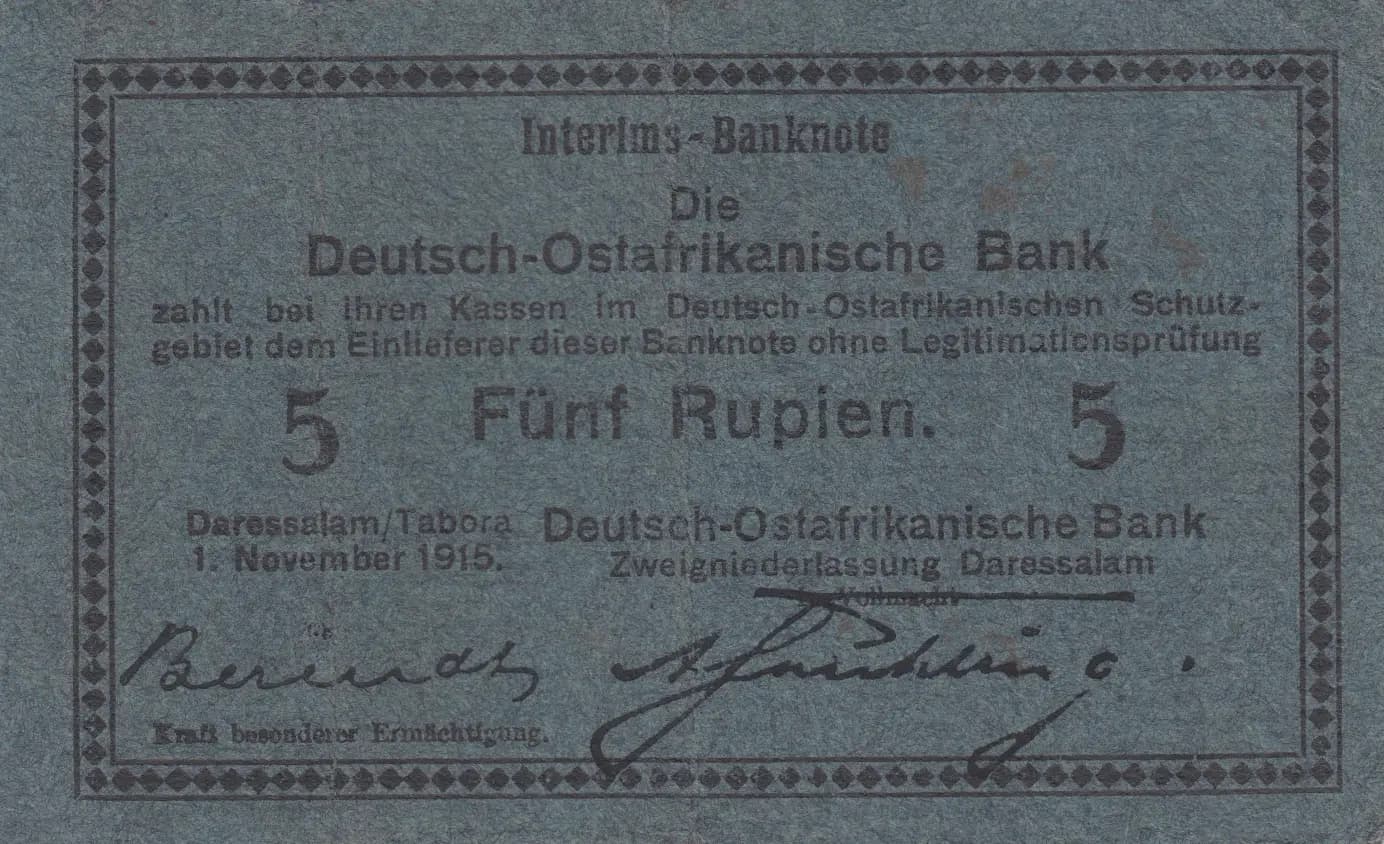 Interims-Banknote
Die
Deutsch-Ostafrikanische Bank
zahlt bei ihren Kassen im Deutsch-Ostafrikanischen Schutz-
gebiet dem Einlieferer dieser Banknote ohne Legitimationsprüfung
5 Fünf Rupien. 5
Daressalam/Tabora Deutsch-Ostafrikanische Bank
1. November 1915. Zweigniederlassung Daressalam
Vollmacht
Berendt
Kraft besonderer Ermächtigung.